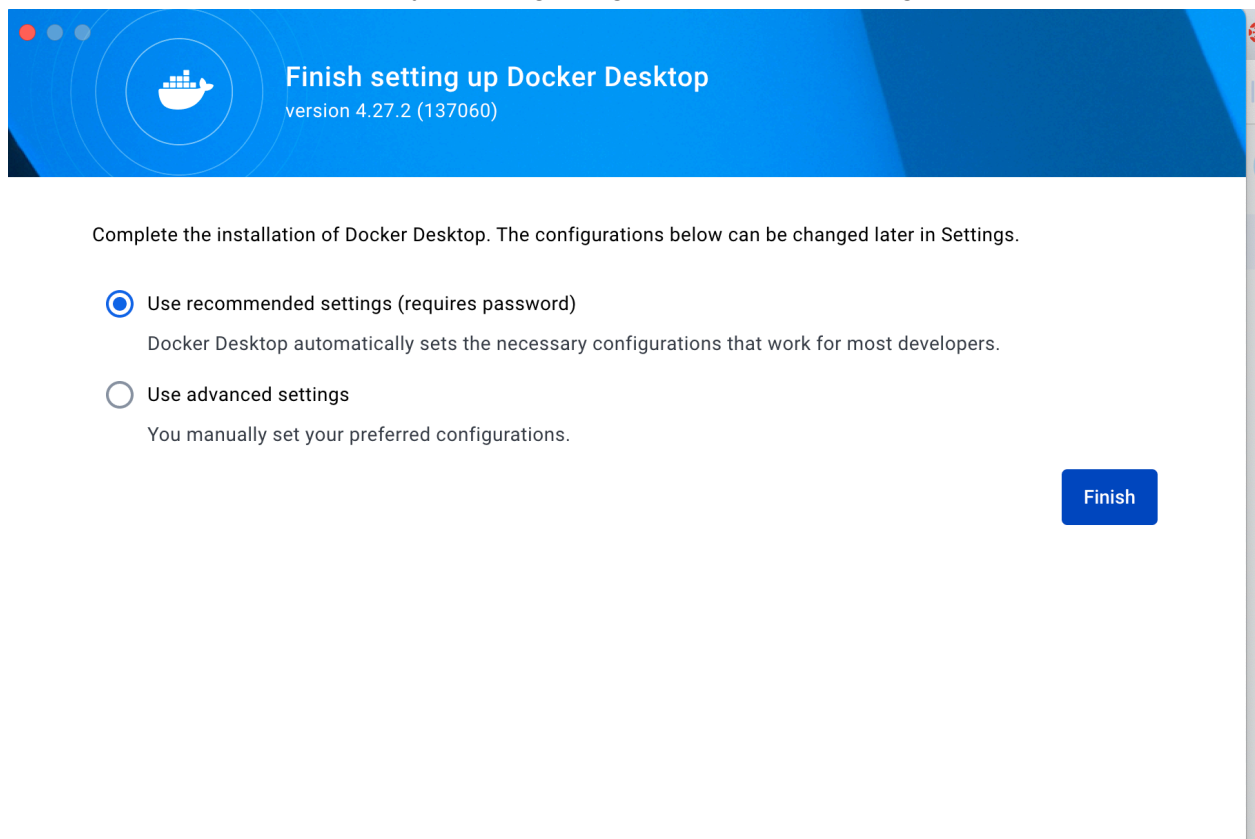 Finish setting up Docker Desktop
version 4.27.2 (137060)
Complete the installation of Docker Desktop. The configurations below can be changed later in Settings.
Use recommended settings (requires password)
Docker Desktop automatically sets the necessary configurations that work for most developers.
Use advanced settings
You manually set your preferred configurations.
Finish